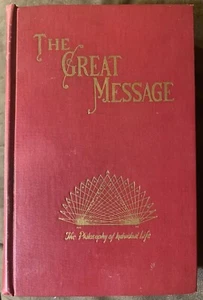 THE
GREAT
MESSAGE
The Philosophy of Individual Life